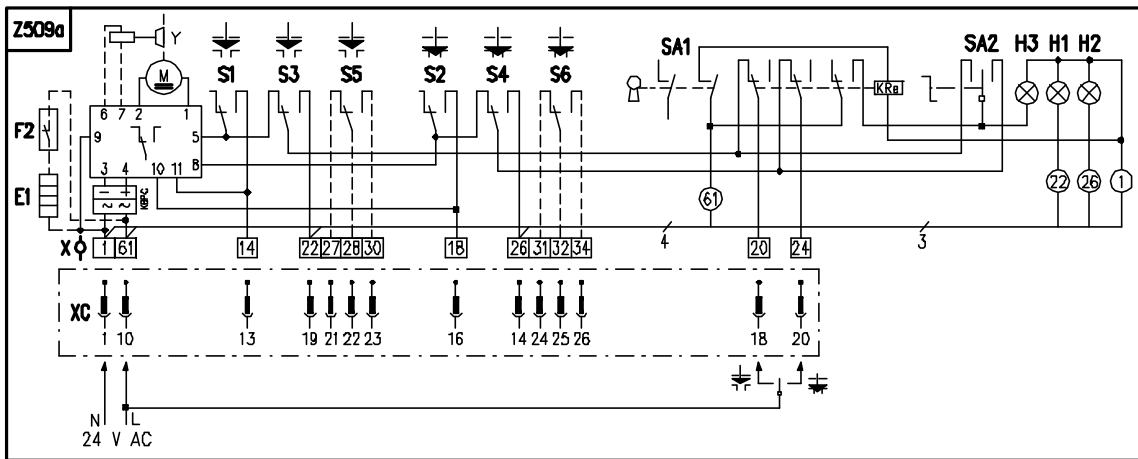 Z509a
Y
S1 S3 S5 S2 S4 S6 SA1 SA2 H3 H1 H2
M
KRe
6 7 2 1
F2
9 5
8
3 4 10 11
E1
– +
~ ~
61 22 26 1
4 3
X 1 61 14 22 27 28 30 18 26 31 32 34 20 24
XC
1 10 13 19 21 22 23 16 14 24 25 26 18 20
N L
24 V AC